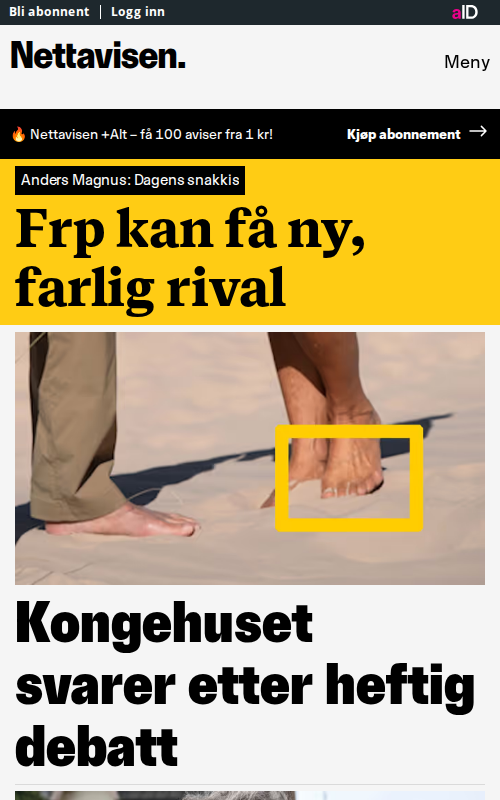 Bli abonnent | Logg inn
aID
Nettavisen.
Meny
🔥 Nettavisen +Alt – få 100 aviser fra 1 kr!
Kjøp abonnement →
Anders Magnus: Dagens snakkis
Frp kan få ny,
farlig rival
Kongehuset
svarer etter heftig
debatt